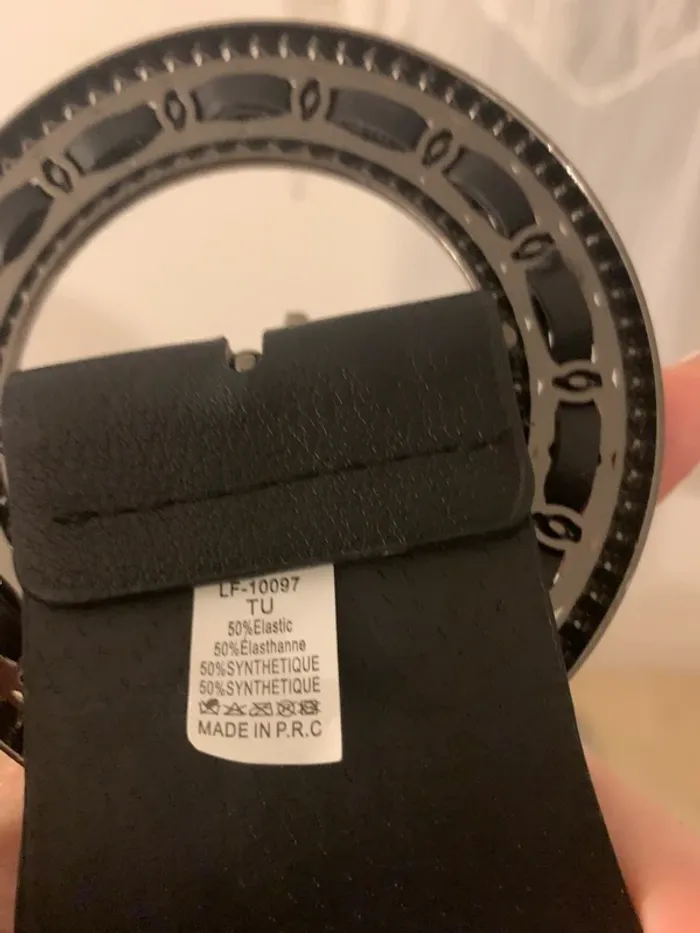 LF-10097
TU
50%Elastic
50%Élasthanne
50%SYNTHETIQUE
50%SYNTHETIQUE
MADE IN P.R.C